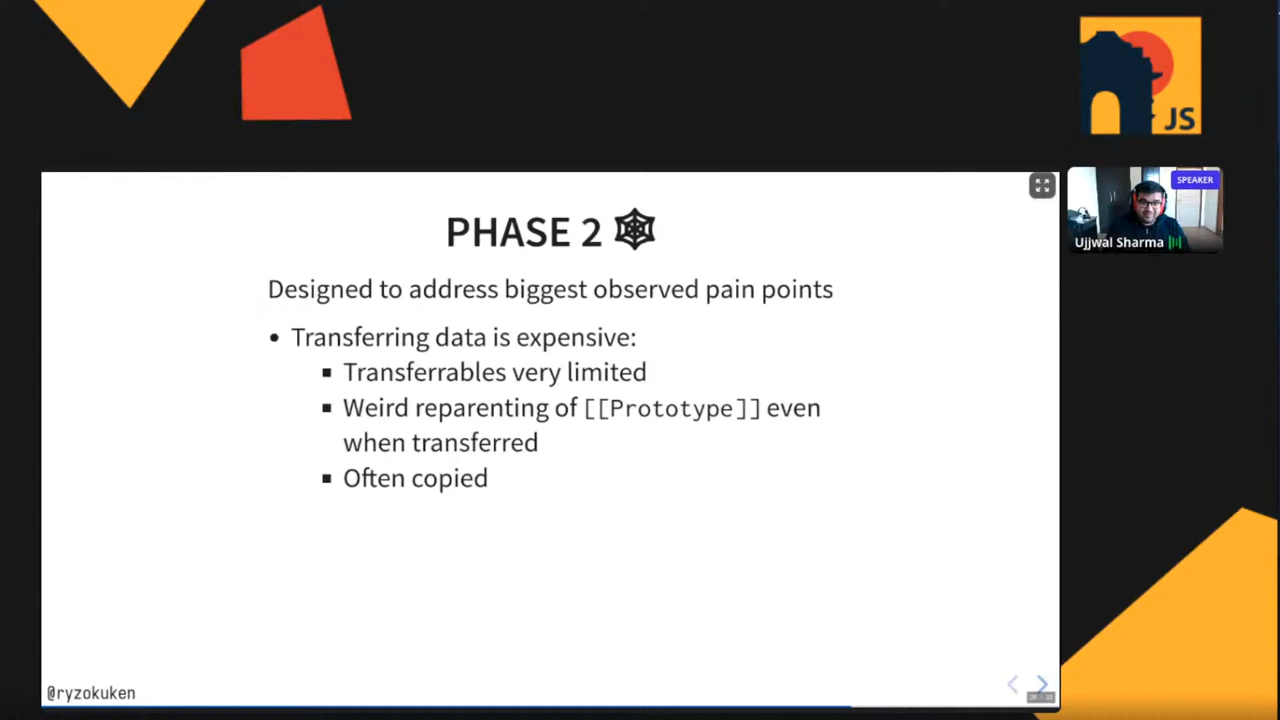 JS
SPEAKER
Ujjwal Sharma
PHASE 2
Designed to address biggest observed pain points
• Transferring data is expensive:
▪ Transferrables very limited
▪ Weird reparenting of [[Prototype]] even
when transferred
▪ Often copied
@ryzokuken